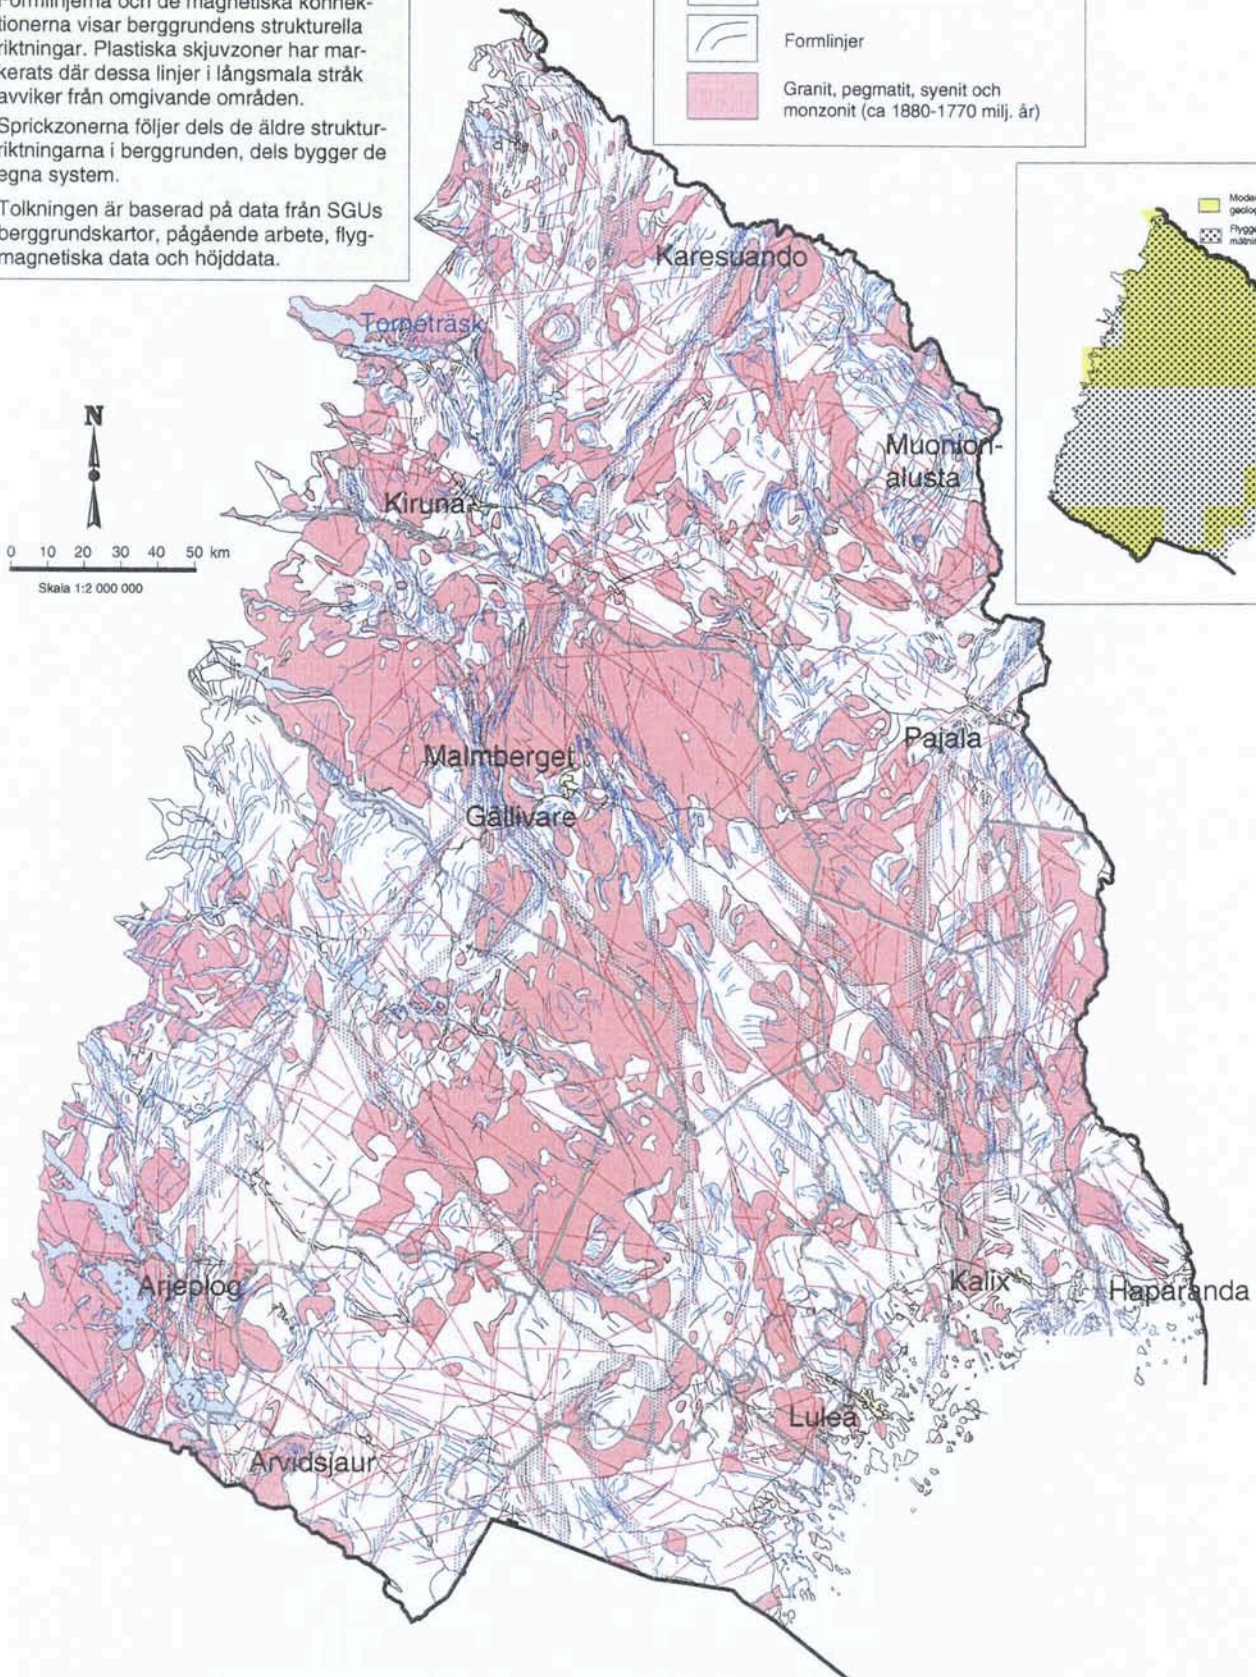 Formlinjerna och de magnetiska konnek-
tionerna visar berggrundens strukturella
riktningar. Plastiska skjuvzoner har mar-
kerats där dessa linjer i långsmala stråk
avviker från omgivande områden.
Sprickzonerna följer dels de äldre struktur-
riktningarna i berggrunden, dels bygger de
egna system.
Tolkningen är baserad på data från SGUs
berggrundskartor, pågående arbete, flyg-
magnetiska data och höjddata.
Formlinjer
Granit, pegmatit, syenit och
monzonit (ca 1880-1770 milj. år)
Karesuando
Torneträsk
N
Muonion-
alusta
Kiruna
0 10 20 30 40 50 km
Skala 1:2 000 000
Pajala
Malmberget
Gällivare
Arjeplog
Kalix
Haparanda
Luleå
Arvidsjaur